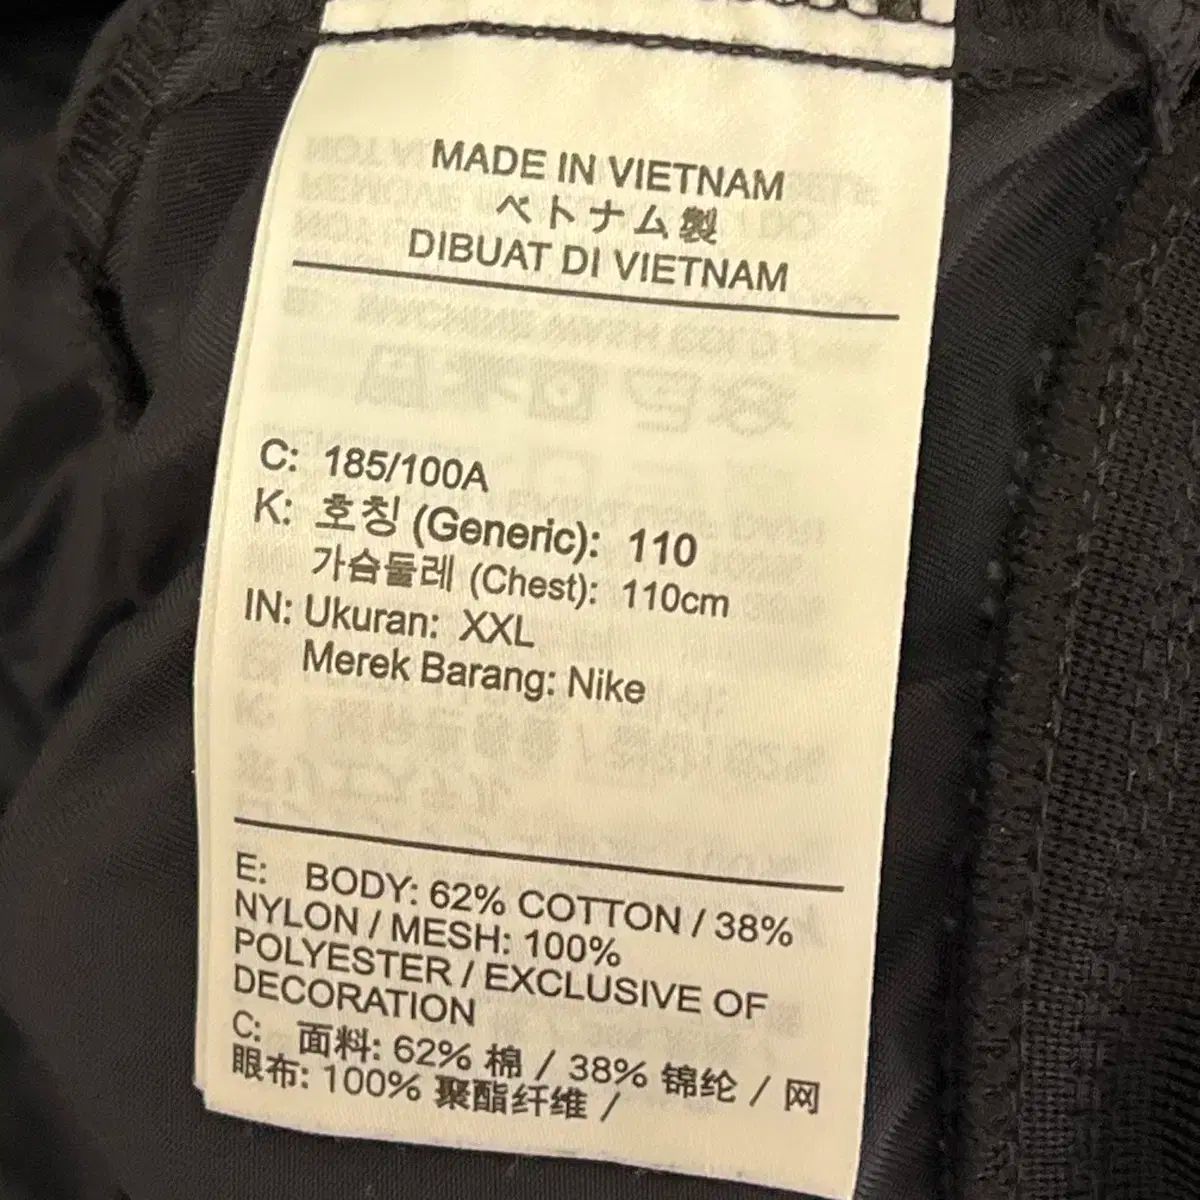 MADE IN VIETNAM
ベトナム製
DIBUAT DI VIETNAM
C: 185/100A
K: 호칭 (Generic): 110
가슴둘레 (Chest): 110cm
IN: Ukuran: XXL
Merek Barang: Nike
E: BODY: 62% COTTON / 38%
NYLON / MESH: 100%
POLYESTER / EXCLUSIVE OF
DECORATION
C: 面料: 62% 棉 / 38% 锦纶 / 网
眼布: 100% 聚酯纤维 /